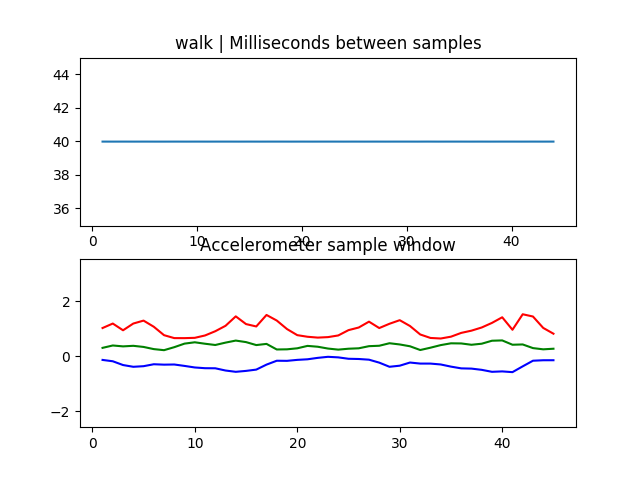 walk | Milliseconds between samples
44
42
40
38
36
0 10 20 30 40
Accelerometer sample window
2
0
−2
0 10 20 30 40